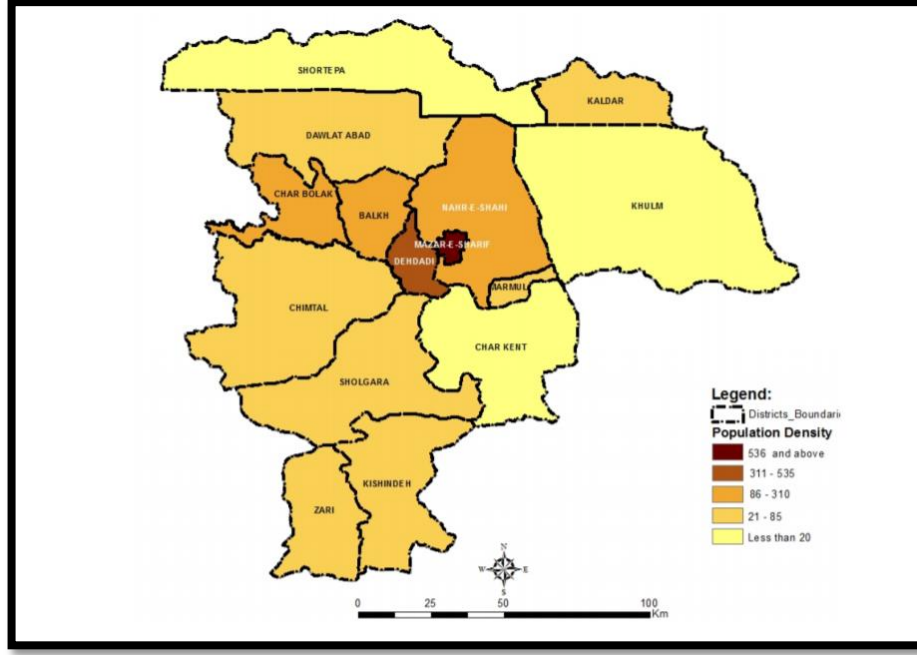 SHORTEPA
KALDAR
DAWLAT ABAD
CHAR BOLAK
BALKH
NAHR-E-SHAHI
KHULM
MAZAR-E-SHARIF
DEHDADI
MARMUL
CHIMTAL
CHAR KENT
SHOLGARA
KISHINDEH
ZARI
Legend:
Districts_Boundari
Population Density
536 and above
311 - 535
86 - 310
21 - 85
Less than 20
N
W E
S
0 25 50 100
Km